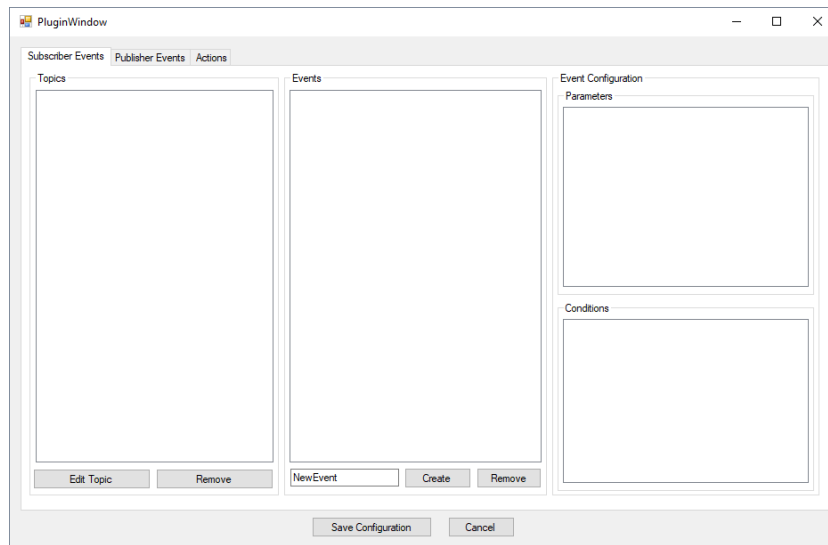 PluginWindow
Subscriber Events Publisher Events Actions
Topics
Events
Event Configuration
Parameters
Conditions
Edit Topic Remove
NewEvent Create Remove
Save Configuration Cancel